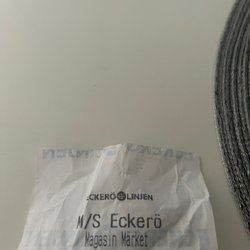 ECKERÖ LINJEN
M/S Eckerö
Magasin Market